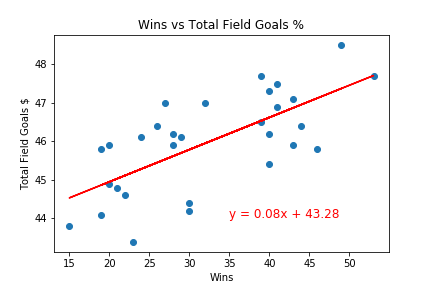 Wins vs Total Field Goals %
Total Field Goals $
48
47
46
45
44
y = 0.08x + 43.28
15 20 25 30 35 40 45 50
Wins